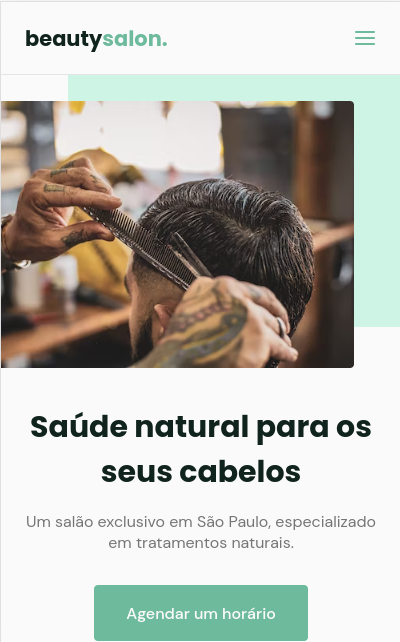 beautysalon.
Saúde natural para os
seus cabelos
Um salão exclusivo em São Paulo, especializado
em tratamentos naturais.
Agendar um horário